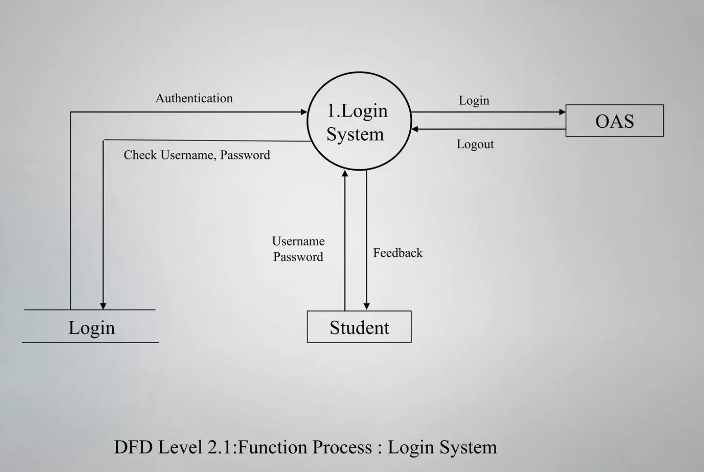 Authentication
Check Username, Password
1.Login
System
Login
Logout
OAS
Username
Password
Feedback
Login
Student
DFD Level 2.1:Function Process : Login System